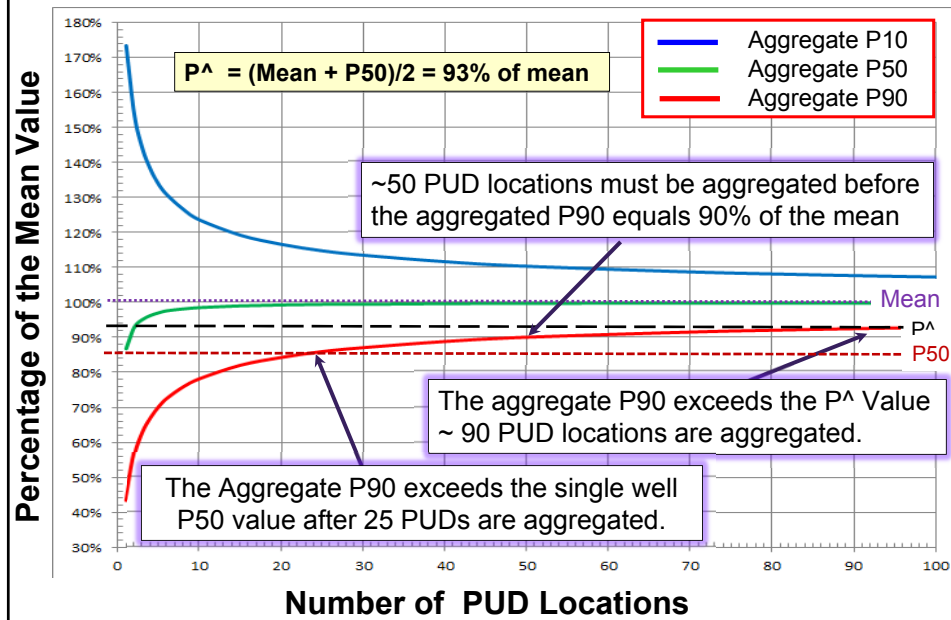 Percentage of the Mean Value
180%
170%
160%
150%
140%
130%
120%
110%
100%
90%
80%
70%
60%
50%
40%
30%
P^ = (Mean + P50)/2 = 93% of mean
Aggregate P10
Aggregate P50
Aggregate P90
~50 PUD locations must be aggregated before
the aggregated P90 equals 90% of the mean
Mean
P^
P50
The aggregate P90 exceeds the P^ Value
~ 90 PUD locations are aggregated.
The Aggregate P90 exceeds the single well
P50 value after 25 PUDs are aggregated.
0 10 20 30 40 50 60 70 80 90 100
Number of PUD Locations